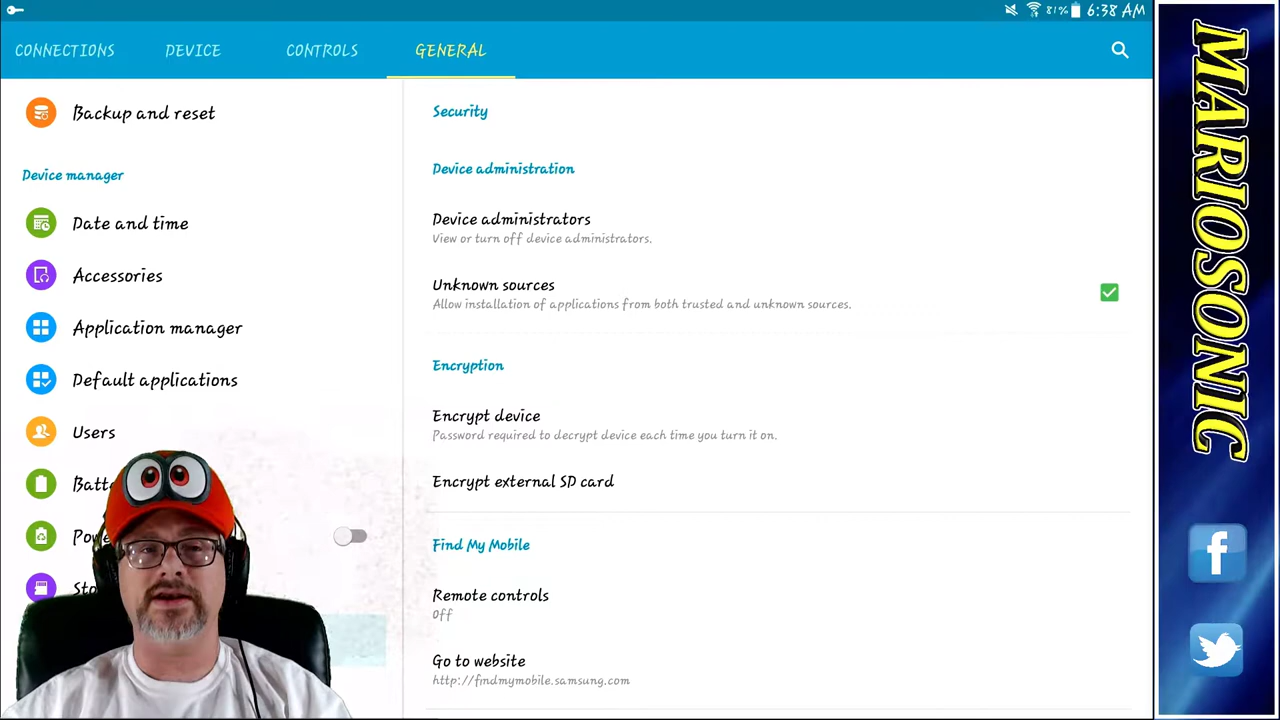 81% 6:38 AM
CONNECTIONS DEVICE CONTROLS GENERAL
Backup and reset
Device manager
Date and time
Accessories
Application manager
Default applications
Users
Batt
Pow
Sto
Security
Device administration
Device administrators
View or turn off device administrators.
Unknown sources
Allow installation of applications from both trusted and unknown sources.
Encryption
Encrypt device
Password required to decrypt device each time you turn it on.
Encrypt external SD card
Find My Mobile
Remote controls
Off
Go to website
http://findmymobile.samsung.com
MARIOSONIC
f